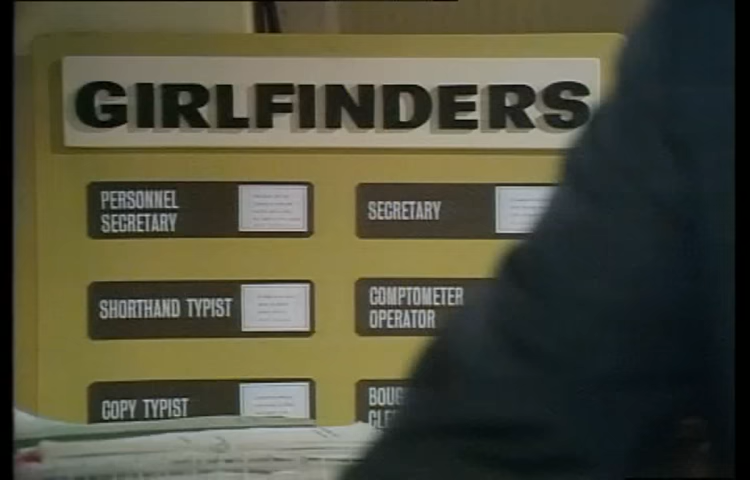 GIRLFINDERS
PERSONNEL
SECRETARY
SECRETARY
SHORTHAND TYPIST
COMPTOMETER
OPERATOR
COPY TYPIST